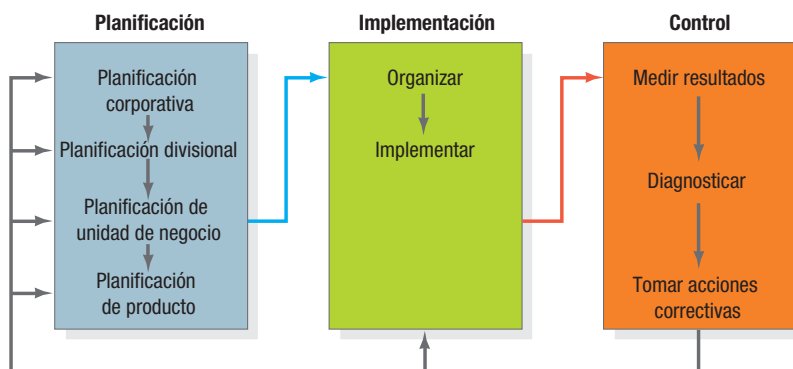 Planificación
Planificación
corporativa
Planificación divisional
Planificación de
unidad de negocio
Planificación
de producto
Implementación
Organizar
Implementar
Control
Medir resultados
Diagnosticar
Tomar acciones
correctivas